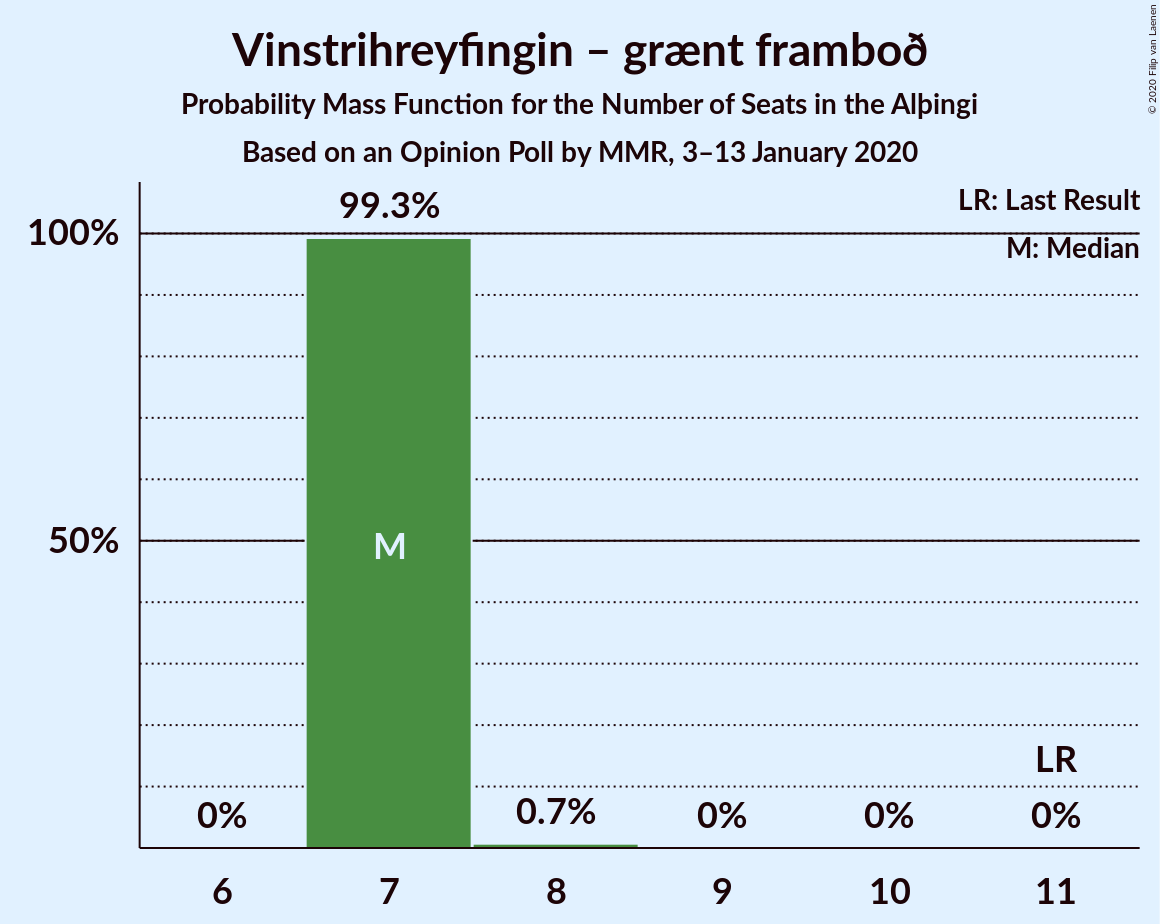 Vinstrihreyfingin – grænt framboð
Probability Mass Function for the Number of Seats in the Alþingi
Based on an Opinion Poll by MMR, 3–13 January 2020
© 2020 Filip van Laenen
LR: Last Result
M: Median
99.3%
100%
50%
M
LR
0%
0.7%
0%
0%
0%
6
7
8
9
10
11